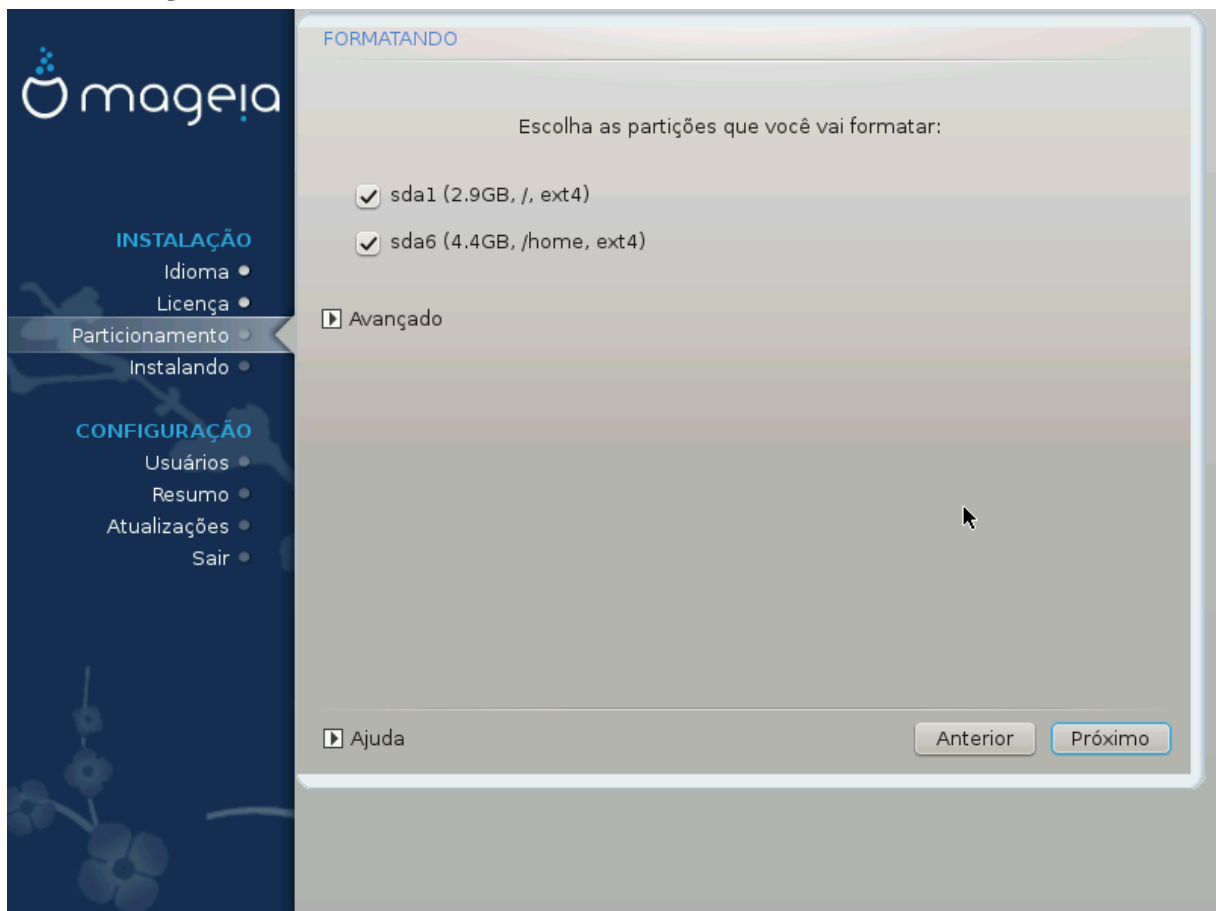 mageia
INSTALAÇÃO
Idioma
Licença
Particionamento
Instalando
CONFIGURAÇÃO
Usuários
Resumo
Atualizações
Sair
FORMATANDO
Escolha as partições que você vai formatar:
sda1 (2.9GB, /, ext4)
sda6 (4.4GB, /home, ext4)
Avançado
Ajuda
Anterior
Próximo